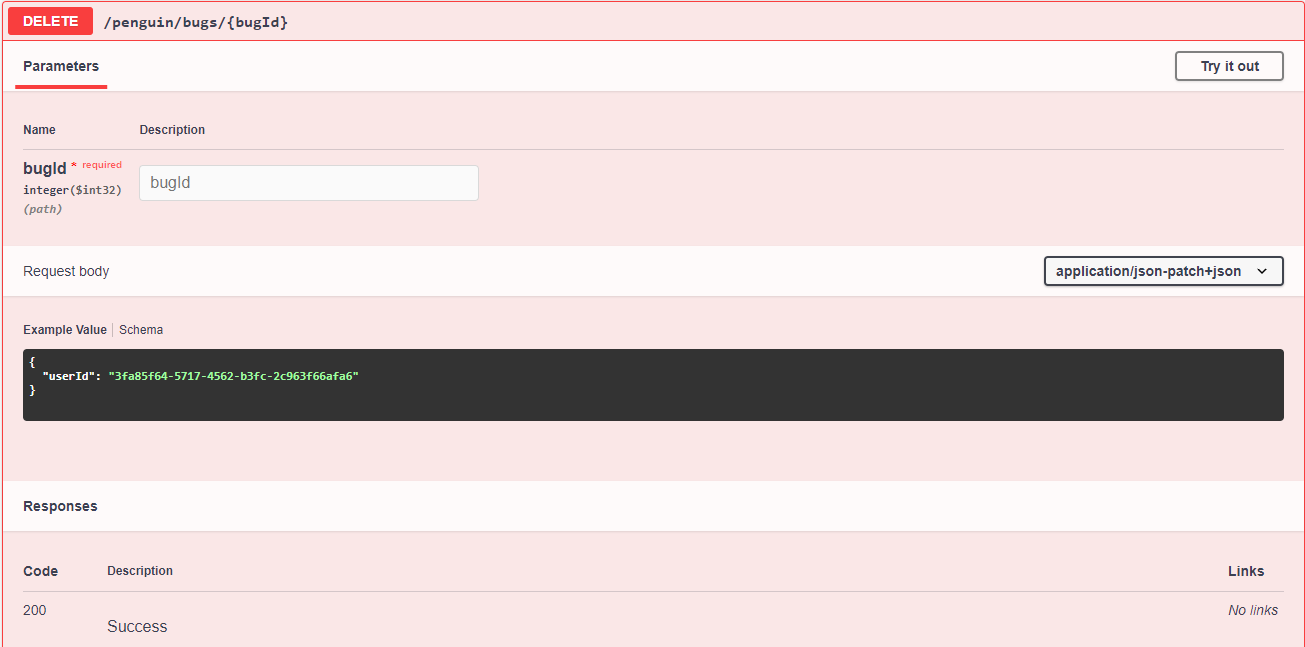 DELETE /penguin/bugs/{bugId}
Parameters
Try it out
Name Description
bugId * required
integer($int32)
(path)
bugId
Request body
application/json-patch+json
Example Value Schema
{
"userId": "3fa85f64-5717-4562-b3fc-2c963f66afa6"
}
Responses
Code Description Links
200
Success
No links